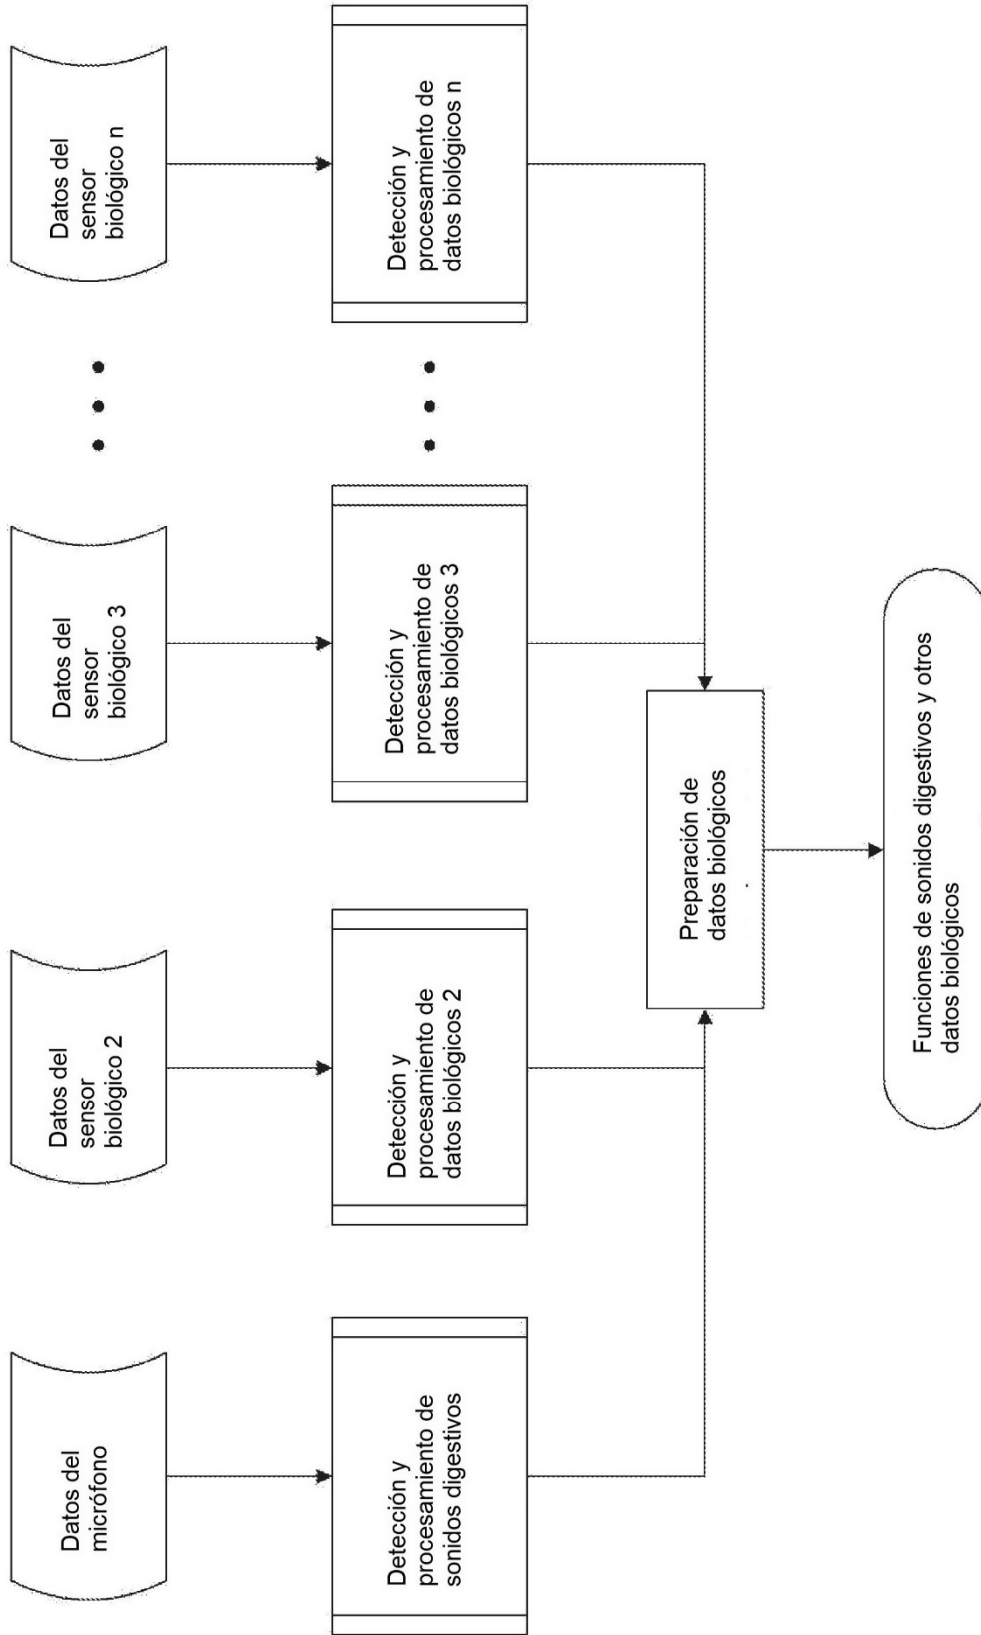 Datos del
micrófono
Datos del
sensor
biológico 2
Datos del
sensor
biológico 3
Datos del
sensor
biológico n
Detección y
procesamiento de
sonidos digestivos
Detección y
procesamiento de
datos biológicos 2
Detección y
procesamiento de
datos biológicos 3
Detección y
procesamiento de
datos biológicos n
Preparación de
datos biológicos
Funciones de sonidos digestivos y otros
datos biológicos